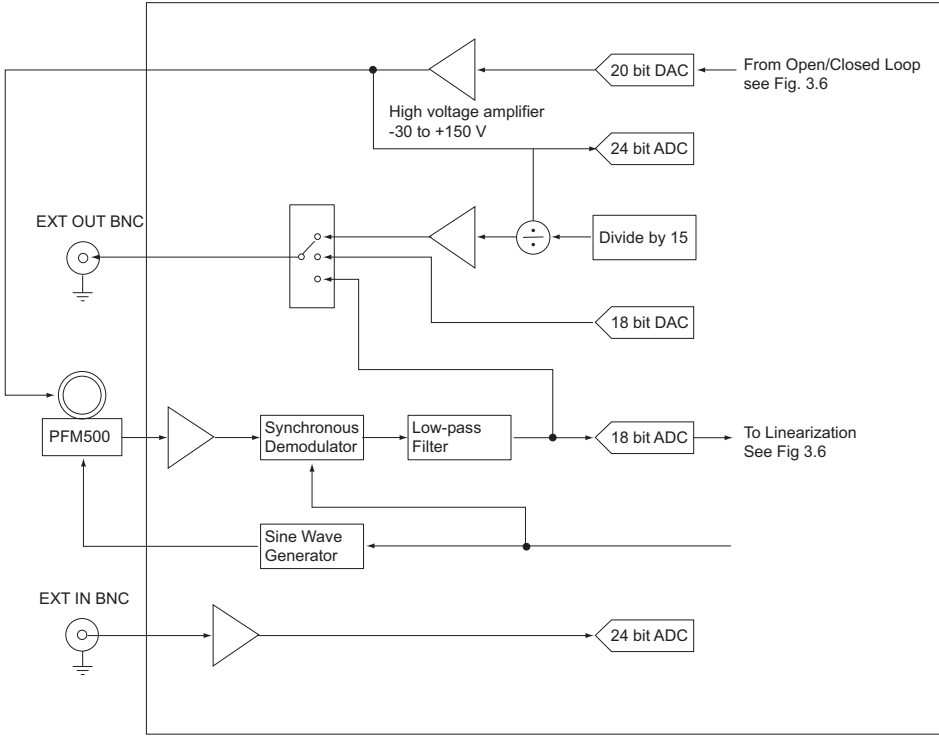 20 bit DAC
From Open/Closed Loop
see Fig. 3.6
High voltage amplifier
-30 to +150 V
24 bit ADC
EXT OUT BNC
Divide by 15
18 bit DAC
PFM500
Synchronous
Demodulator
Low-pass
Filter
18 bit ADC
To Linearization
See Fig 3.6
Sine Wave
Generator
EXT IN BNC
24 bit ADC